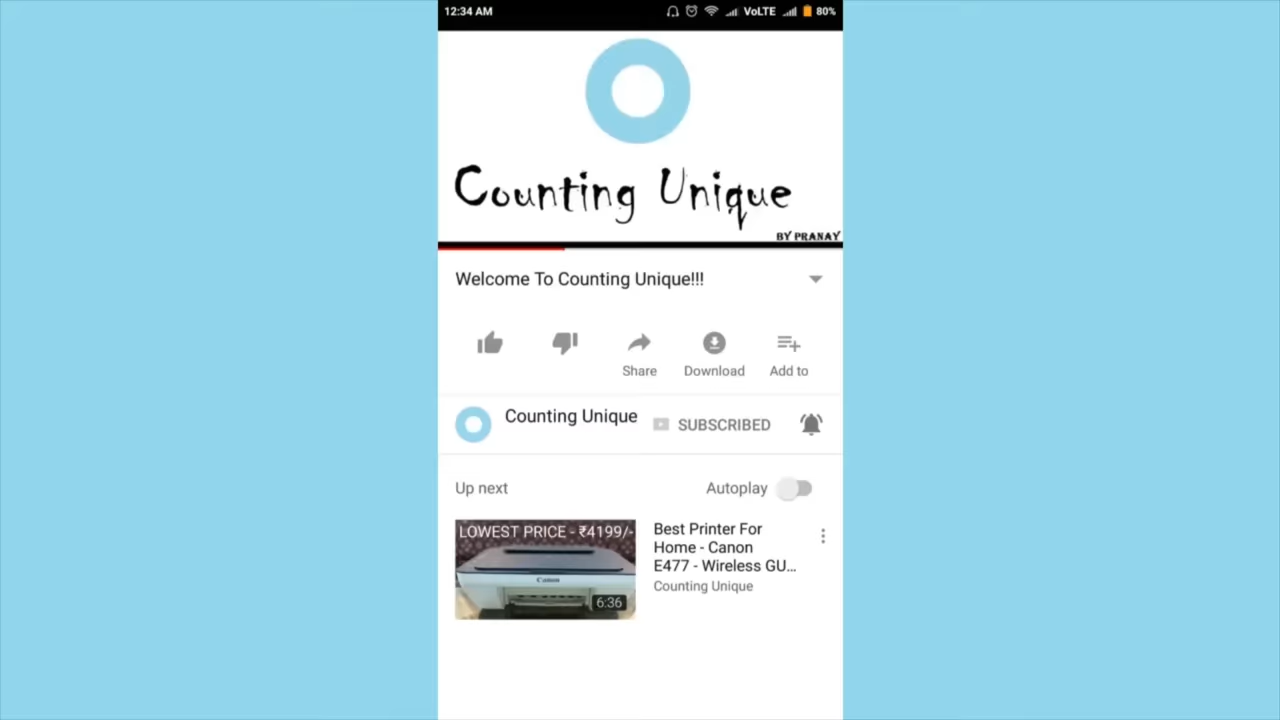 12:34 AM VoLTE 80%
Counting Unique
BY PRANAY
Welcome To Counting Unique!!!
Share Download Add to
Counting Unique SUBSCRIBED
Up next Autoplay
LOWEST PRICE - ₹4199/-
Canon
6:36
Best Printer For
Home - Canon
E477 - Wireless GU...
Counting Unique